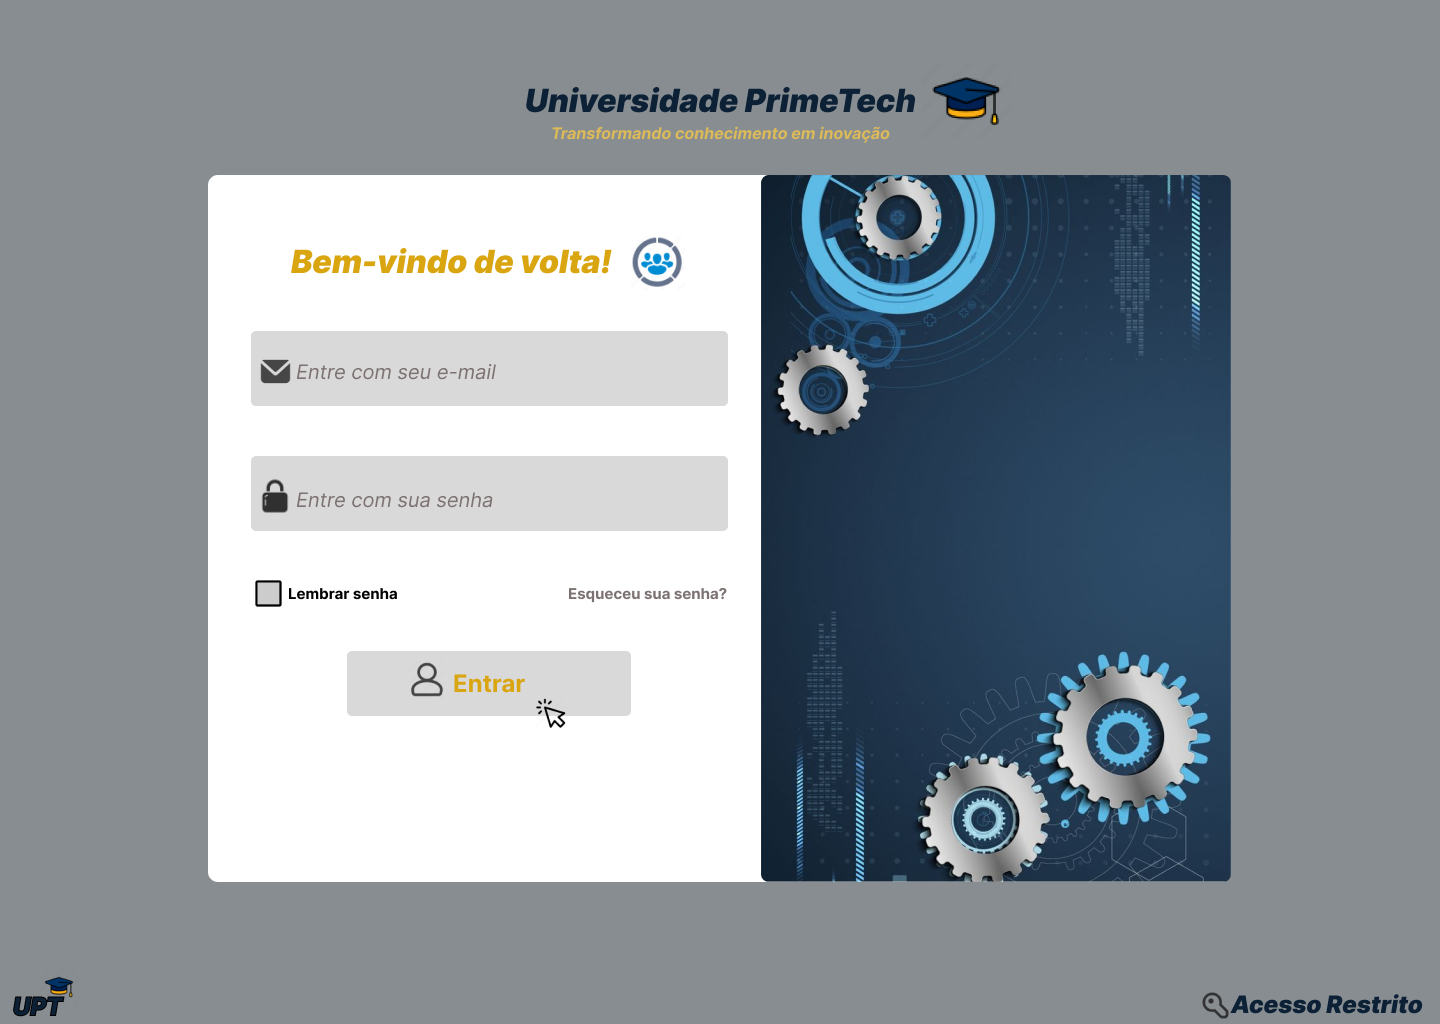 Universidade PrimeTech
Transformando conhecimento em inovação
Bem-vindo de volta!
Entre com seu e-mail
Entre com sua senha
Lembrar senha
Esqueceu sua senha?
Entrar
UPT
Acesso Restrito